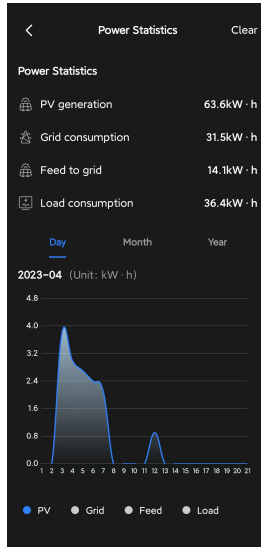 Power Statistics Clear
Power Statistics
PV generation 63.6kW·h
Grid consumption 31.5kW·h
Feed to grid 14.1kW·h
Load consumption 36.4kW·h
Day Month Year
2023-04 (Unit: kW·h)
4.8
4.0
3.2
2.4
1.6
0.8
0.0
1 2 3 4 5 6 7 8 9 10 11 12 13 14 15 16 17 18 19 20 21
PV Grid Feed Load